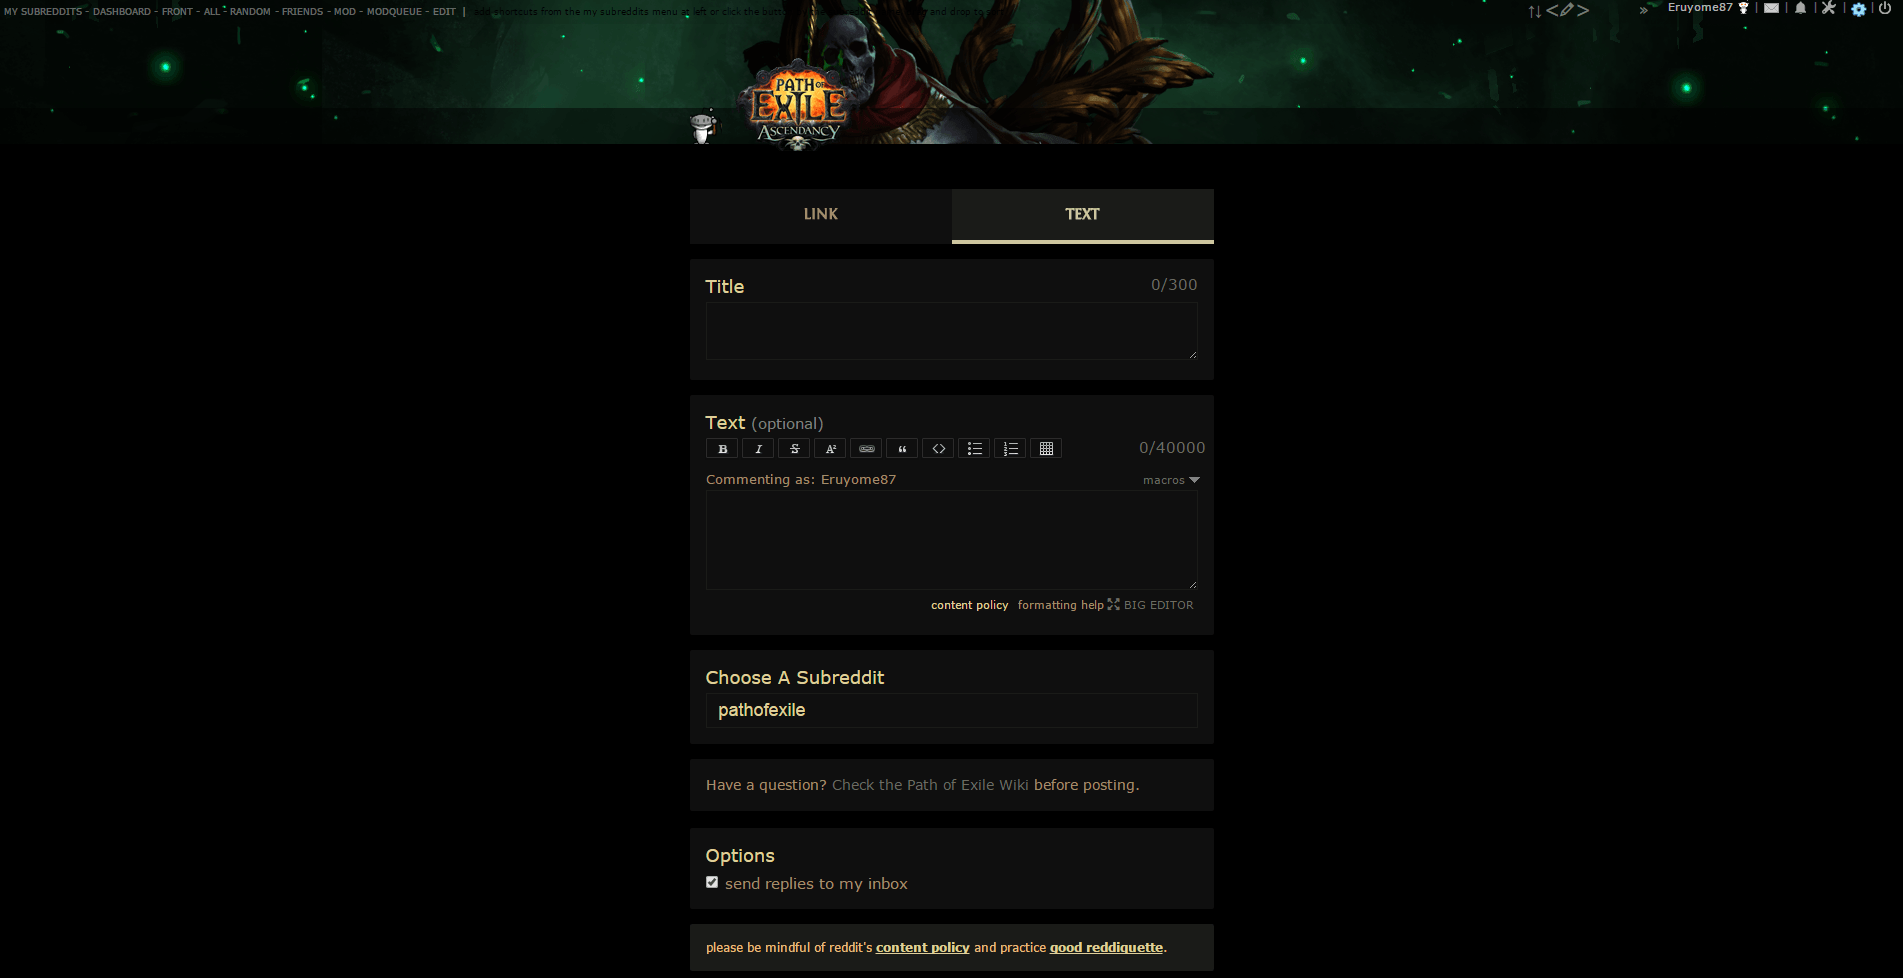 MY SUBREDDITS - DASHBOARD - FRONT - ALL - RANDOM - FRIENDS - MOD - MODQUEUE - EDIT | add shortcuts from the my subreddits menu at left or click the button and drop to
Eruyome87
PATH OF
EXILE
ASCENDANCY
LINK
TEXT
Title
0/300
Text (optional)
B I S A² “ <>
0/40000
Commenting as: Eruyome87
macros
content policy formatting help BIG EDITOR
Choose A Subreddit
pathofexile
Have a question? Check the Path of Exile Wiki before posting.
Options
send replies to my inbox
please be mindful of reddit's content policy and practice good reddiquette.